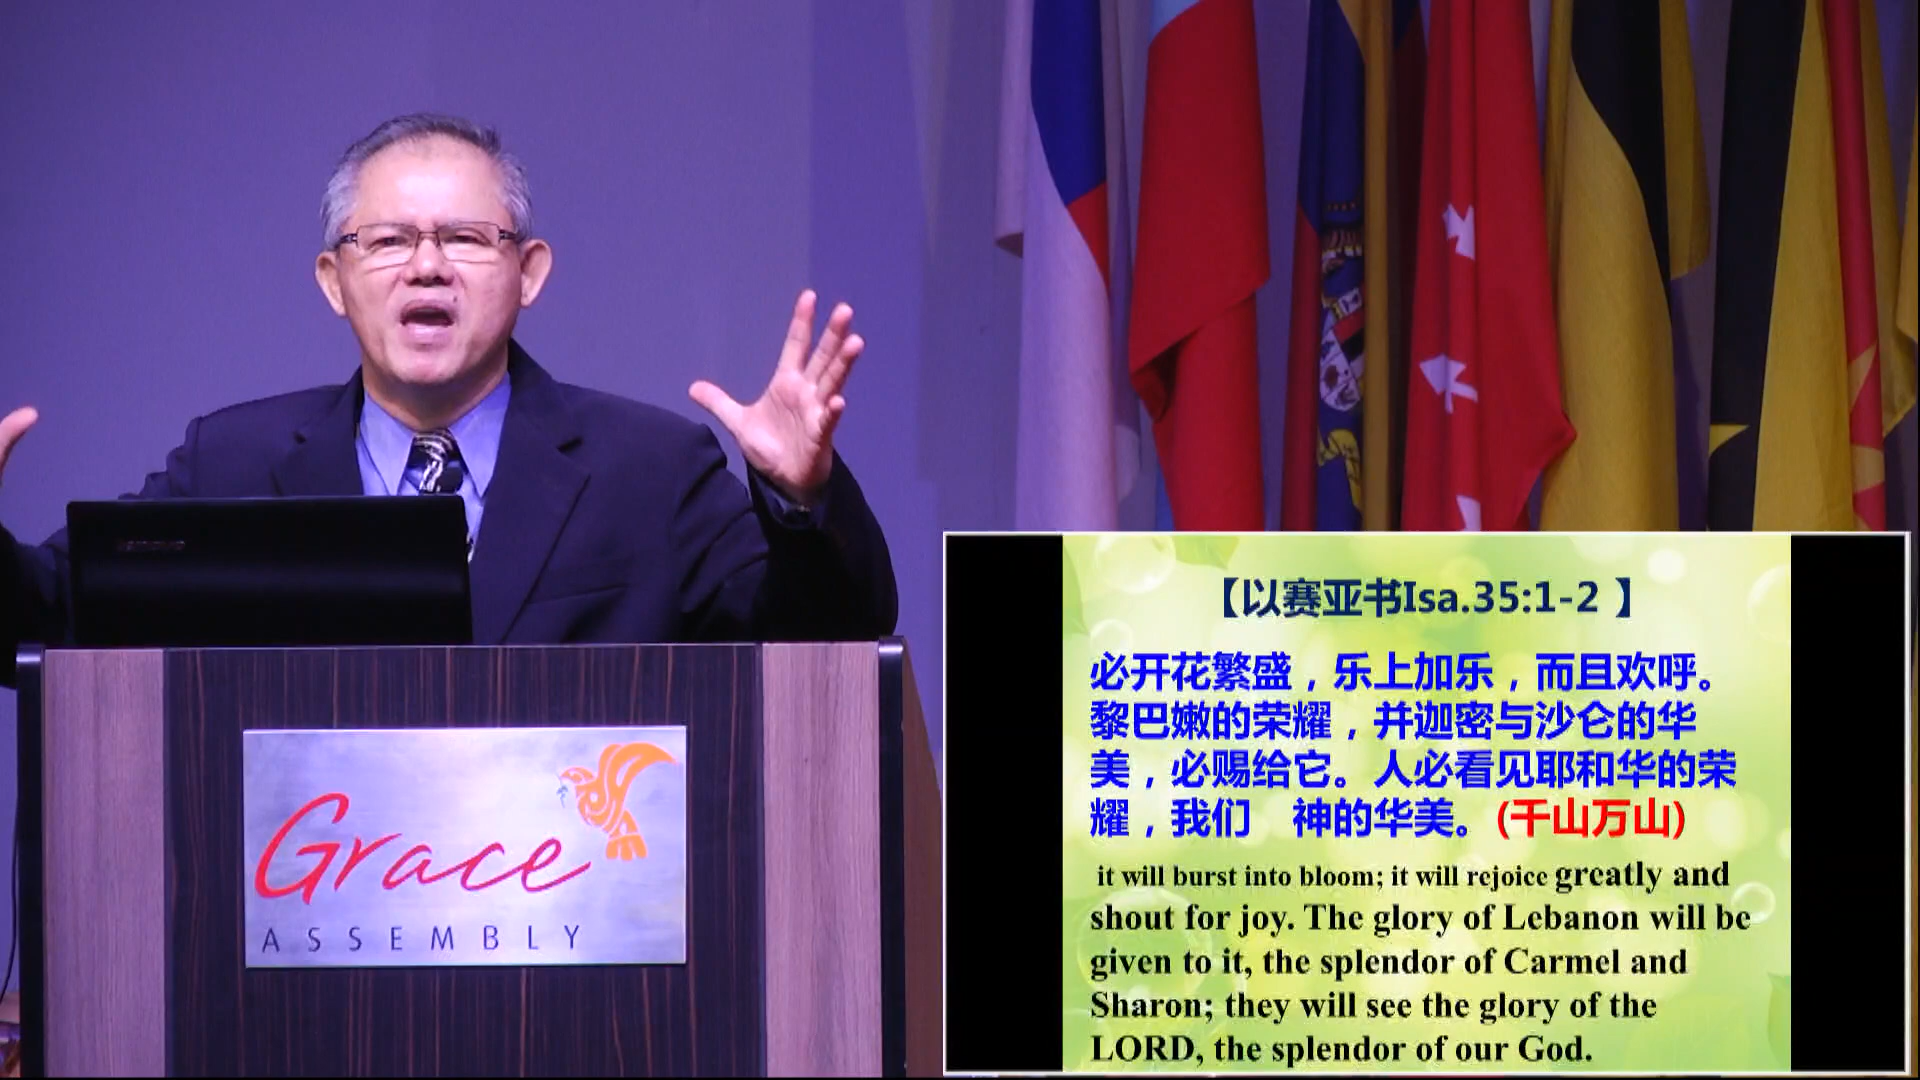 lenovo
Grace
ASSEMBLY
【以赛亚书Isa.35:1-2 】
必开花繁盛，乐上加乐，而且欢呼。
黎巴嫩的荣耀，并迦密与沙仑的华
美，必赐给它。人必看见耶和华的荣
耀，我们　神的华美。(千山万山)
it will burst into bloom; it will rejoice greatly and
shout for joy. The glory of Lebanon will be
given to it, the splendor of Carmel and
Sharon; they will see the glory of the
LORD, the splendor of our God.